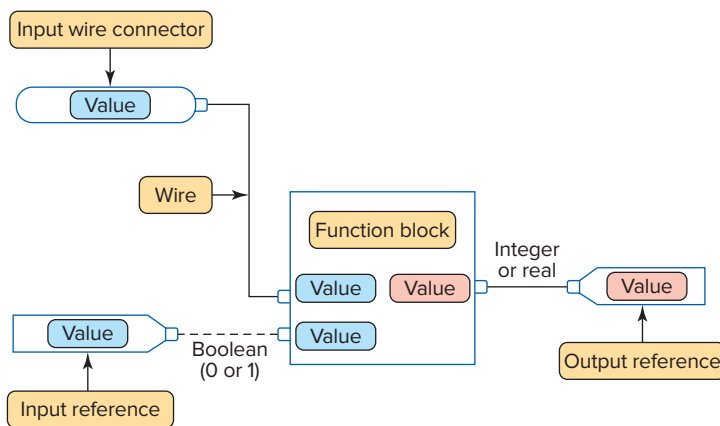 Input wire connector
Value
Wire
Function block
Integer
or real
Value
Value
Value
Value
Value
Boolean
(0 or 1)
Output reference
Input reference